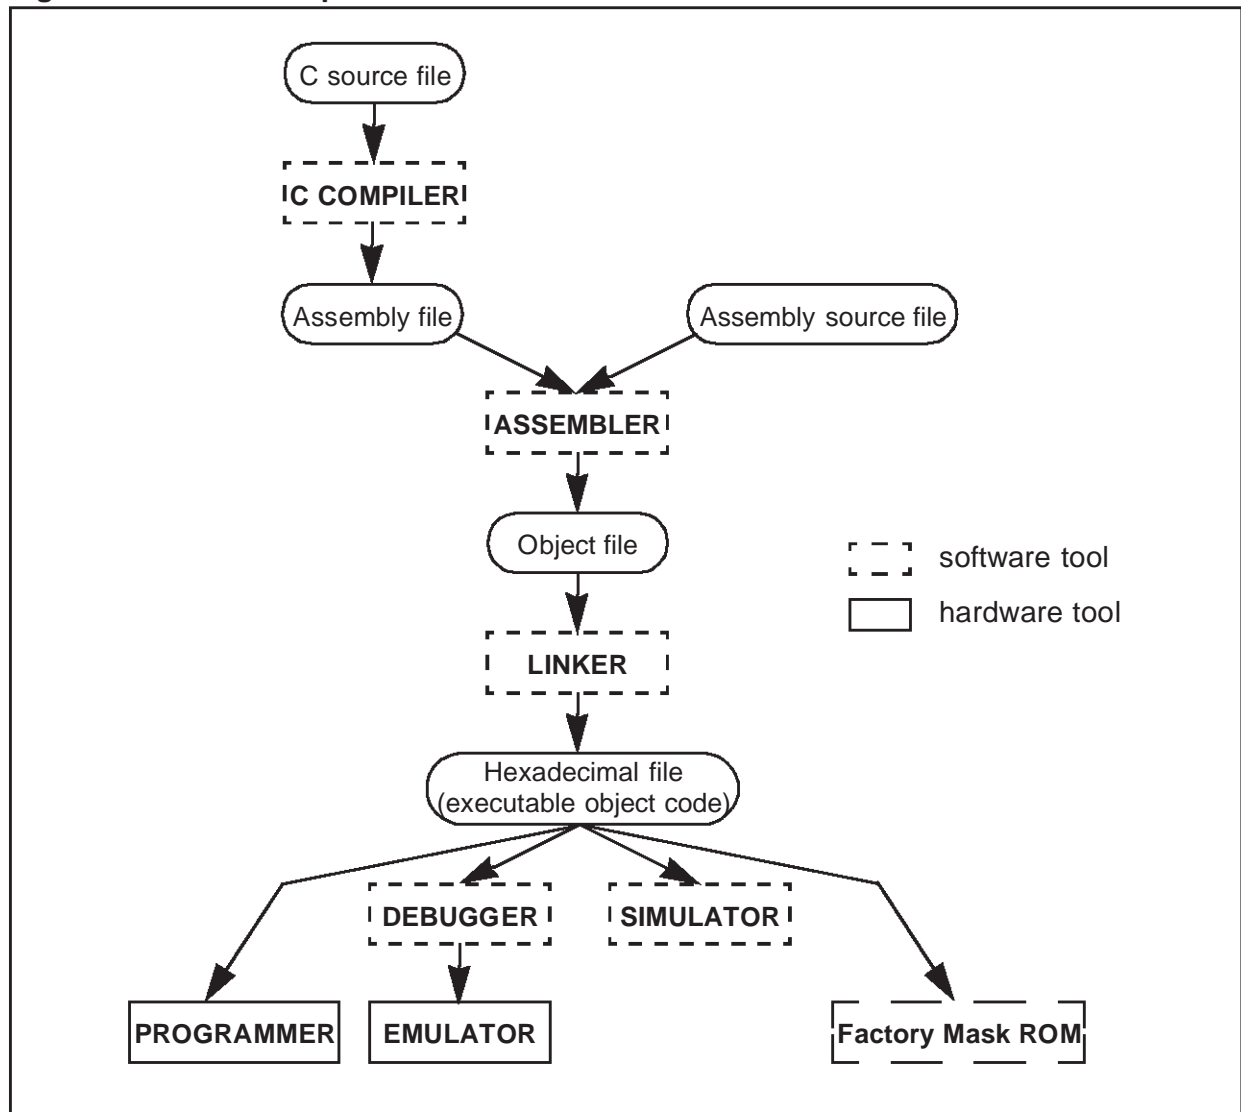 C source file
C COMPILER
Assembly file
Assembly source file
ASSEMBLER
Object file
software tool
hardware tool
LINKER
Hexadecimal file
(executable object code)
DEBUGGER
SIMULATOR
PROGRAMMER
EMULATOR
Factory Mask ROM